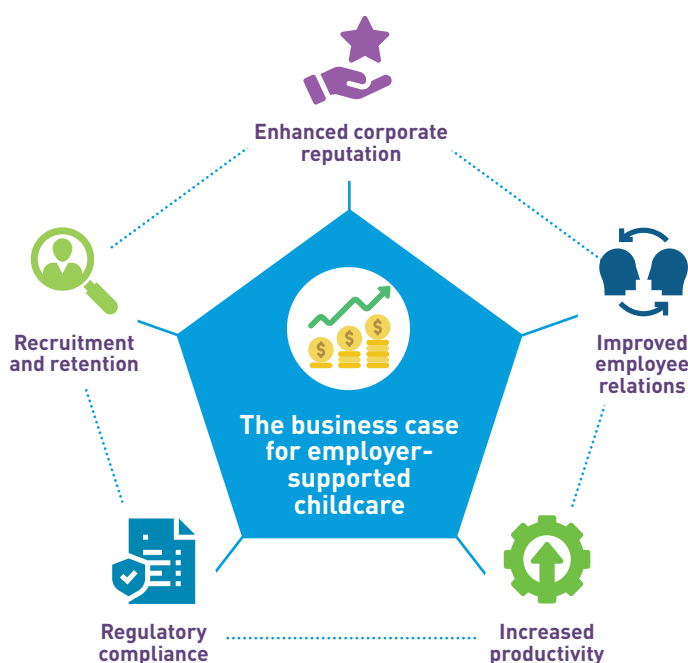 Enhanced corporate
reputation
Recruitment
and retention
Improved
employee
relations
$
$
$
The business case
for employer-
supported
childcare
Regulatory
compliance
Increased
productivity